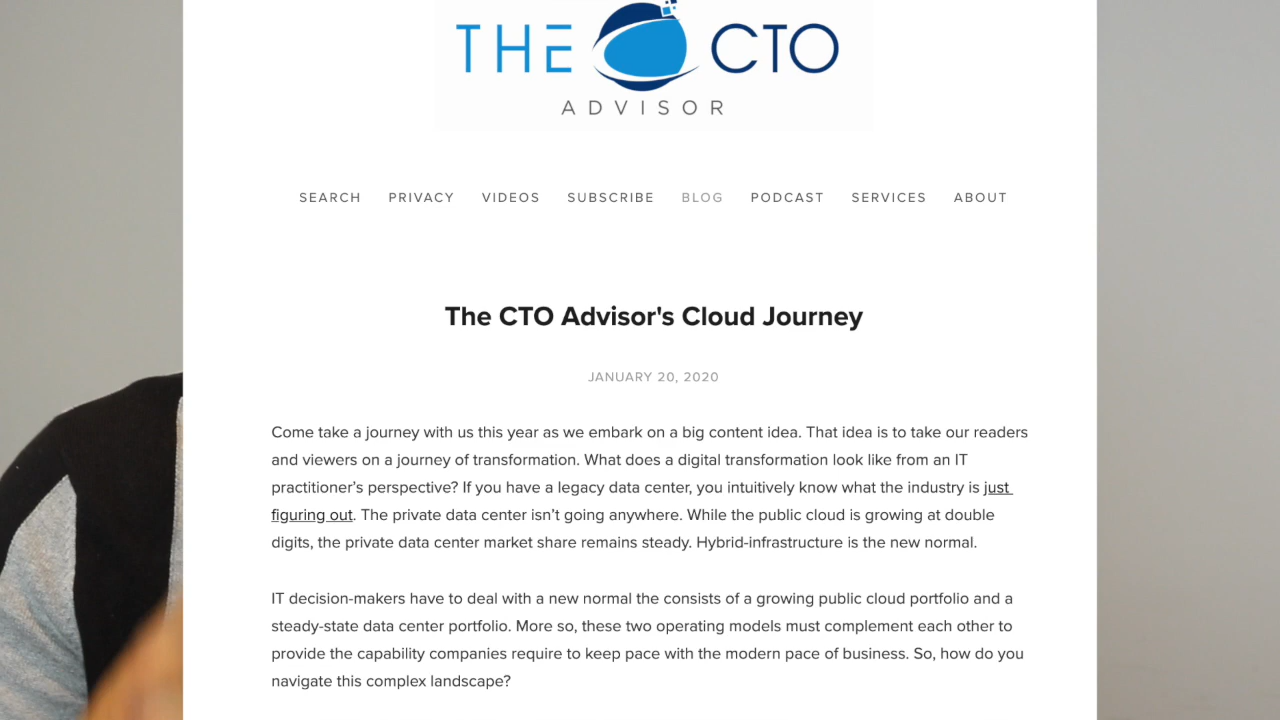 THE CTO
ADVISOR
SEARCH PRIVACY VIDEOS SUBSCRIBE BLOG PODCAST SERVICES ABOUT
The CTO Advisor's Cloud Journey
JANUARY 20, 2020
Come take a journey with us this year as we embark on a big content idea. That idea is to take our readers
and viewers on a journey of transformation. What does a digital transformation look like from an IT
practitioner’s perspective? If you have a legacy data center, you intuitively know what the industry is just
figuring out. The private data center isn’t going anywhere. While the public cloud is growing at double
digits, the private data center market share remains steady. Hybrid-infrastructure is the new normal.
IT decision-makers have to deal with a new normal the consists of a growing public cloud portfolio and a
steady-state data center portfolio. More so, these two operating models must complement each other to
provide the capability companies require to keep pace with the modern pace of business. So, how do you
navigate this complex landscape?